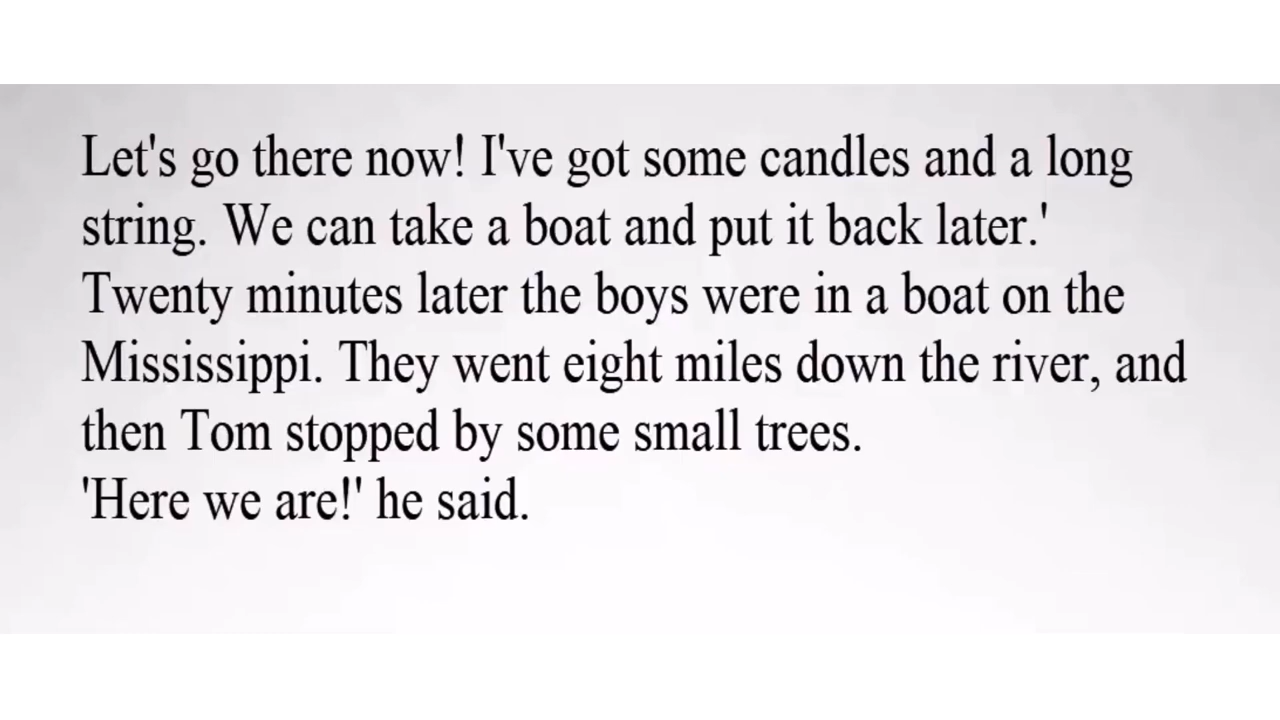 Let's go there now! I've got some candles and a long
string. We can take a boat and put it back later.'
Twenty minutes later the boys were in a boat on the
Mississippi. They went eight miles down the river, and
then Tom stopped by some small trees.
'Here we are!' he said.